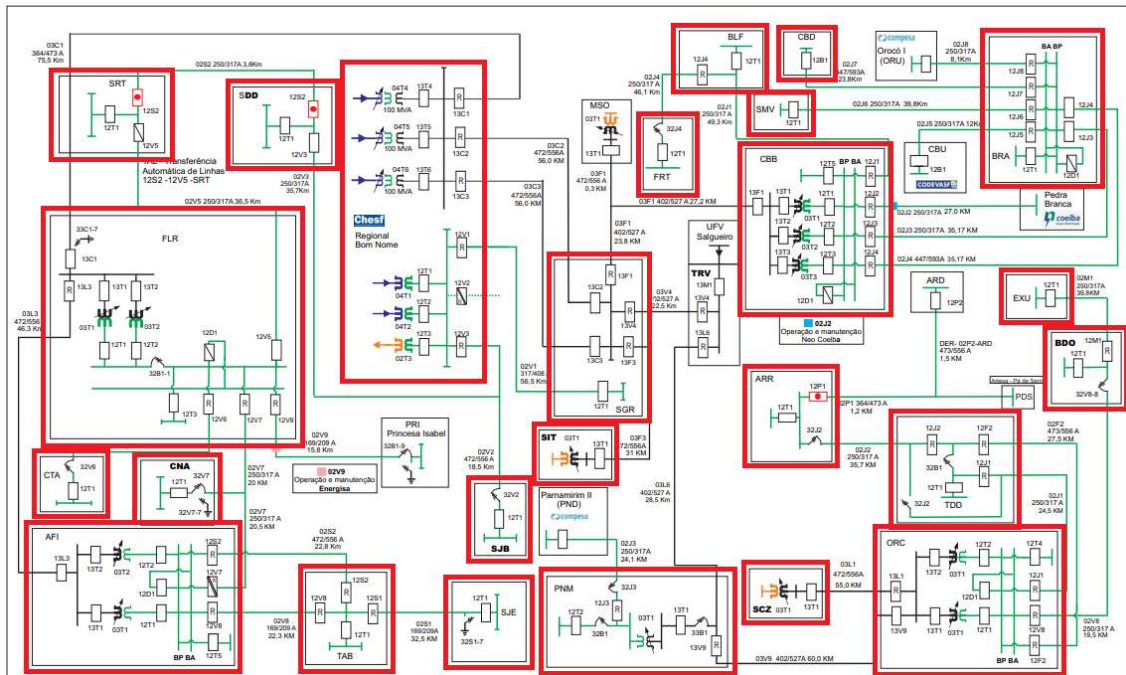 03C1
364/473 A
75,5 Km
SRT
12S2
12T1
12V5
02S2 250/317A 3,8Km
SDD
12S2
12T1
12V3
Automática de Linhas
12S2 -12V5 -SRT
02V3
250/317A
35,7Km
02V5 250/317A 36,5 Km
04T4
100 MVA
13T4
13C1
04T5
100 MVA
13T5
13C2
04T6
100 MVA
13T6
13C3
Chesf
Regional
Bom Nome
12V1
12T1
04T1
12V2
12T2
04T2
12T3
02T3
12V3
03C2
472/556A
56,0 KM
03C3
472/556A
56,0 KM
02V1
317/408
56,5 Km
MSO
03T1
13T1
03F1
472/556 A
0,3 KM
03F1 402/527 A 27,2 KM
03F1
402/527 A
23,8 KM
BLF
12J4
12T1
02J4
250/317 A
46,1 Km
32J4
12T1
FRT
02J1
250/317 A
49,3 Km
CBD
12B1
02J7
447/593A
23,8Km
SMV
12T1
02J6 250/317A 39,8Km
compesa
Orocó I
(ORU)
02J8
250/317A
8,1Km
02J5 250/317A 12Km
CBU
12B1
CODEVASF
BA BP
12J8
12J7
12J6
12J5
12J4
12J3
BRA
12T1
12D1
Pedra
Branca
coelba
CBB
12T5
BP BA
12J1
13F1
13T1
03T1
12T1
12J2
13T2
03T2
12T2
12J3
13T3
03T3
12T3
12J4
12D1
02J2 250/317A 27,0 KM
02J3 250/317A 35,17 KM
02J4 447/593A 35,17 KM
02J2
Operação e manutenção
Neo Coelba
UFV
Salgueiro
13M1
TRV
13V4
13L6
03V4
402/527
22,5 Km
13F1
13C2
13V4
13C3
13F3
12T1
SGR
SIT
03T1
13T1
03F3
472/556A
31 KM
03L6
402/527 A
28,5 Km
FLR
33C1-7
13C1
13L3
13T1
13T2
03T1
03T2
12T1
12T2
32B1-1
12D1
12V5
12T3
12V6
12V7
12V9
03L3
472/556 A
46,3 Km
02V9
169/209 A
15,8 KM
PRI
Princesa Isabel
32B1-9
02V9
Operação e manutenção
Energisa
CTA
32V6
12T1
CNA
12T1
32V7
32V7-7
02V7
250/317 A
20 KM
02V7
250/317 A
20,5 KM
02V2
472/556 A
18,5 Km
32V2
12T1
SJB
AFI
13L3
13T2
03T2
12T2
12S2
12V7
12D1
13T1
03T1
12T1
12V8
BP BA
12T5
02S2
472/556 A
22,8 KM
12S2
12V8
12S1
12T1
TAB
02V8
169/209 A
22,3 KM
02S1
169/209A
32,5 KM
12T1
SJE
32S1-7
Parnamirim II
(PND)
compesa
02J3
250/317A
24,1 KM
PNM
32J3
12J3
12T2
32B1
03T1
13T1
33B1
13V9
03V9 402/527A 60,0 KM
SCZ
03T1
13T1
03L1
472/556A
55,0 KM
ARD
12P2
DER- 02P2-ARD
473/556 A
1,5 KM
PDS
ARR
12P1
12T1
32J2
02P1 364/473 A
1,2 KM
02J2
250/317 A
35,7 KM
12J2
12F2
32B1
12J1
12T1
32J2
TDD
02F2
473/556 A
27,5 KM
02J1
250/317 A
24,5 KM
EXU
12T1
02M1
250/317A
39,8KM
BDO
12M1
12T1
32V8-8
ORC
13L1
13T2
03T1
12T2
12T4
12J1
12D1
13V9
13T1
03T1
12T1
12V8
BP BA
12F2
02V8
250/317 A
19,5 KM